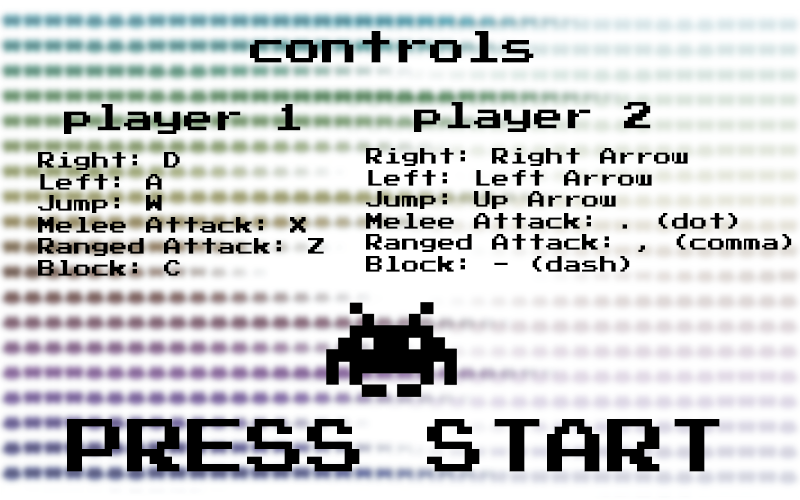 controls
player 1
Right: D
Left: A
Jump: W
Melee Attack: X
Ranged Attack: Z
Block: C
player 2
Right: Right Arrow
Left: Left Arrow
Jump: Up Arrow
Melee Attack: . (dot)
Ranged Attack: , (comma)
Block: - (dash)
PRESS START